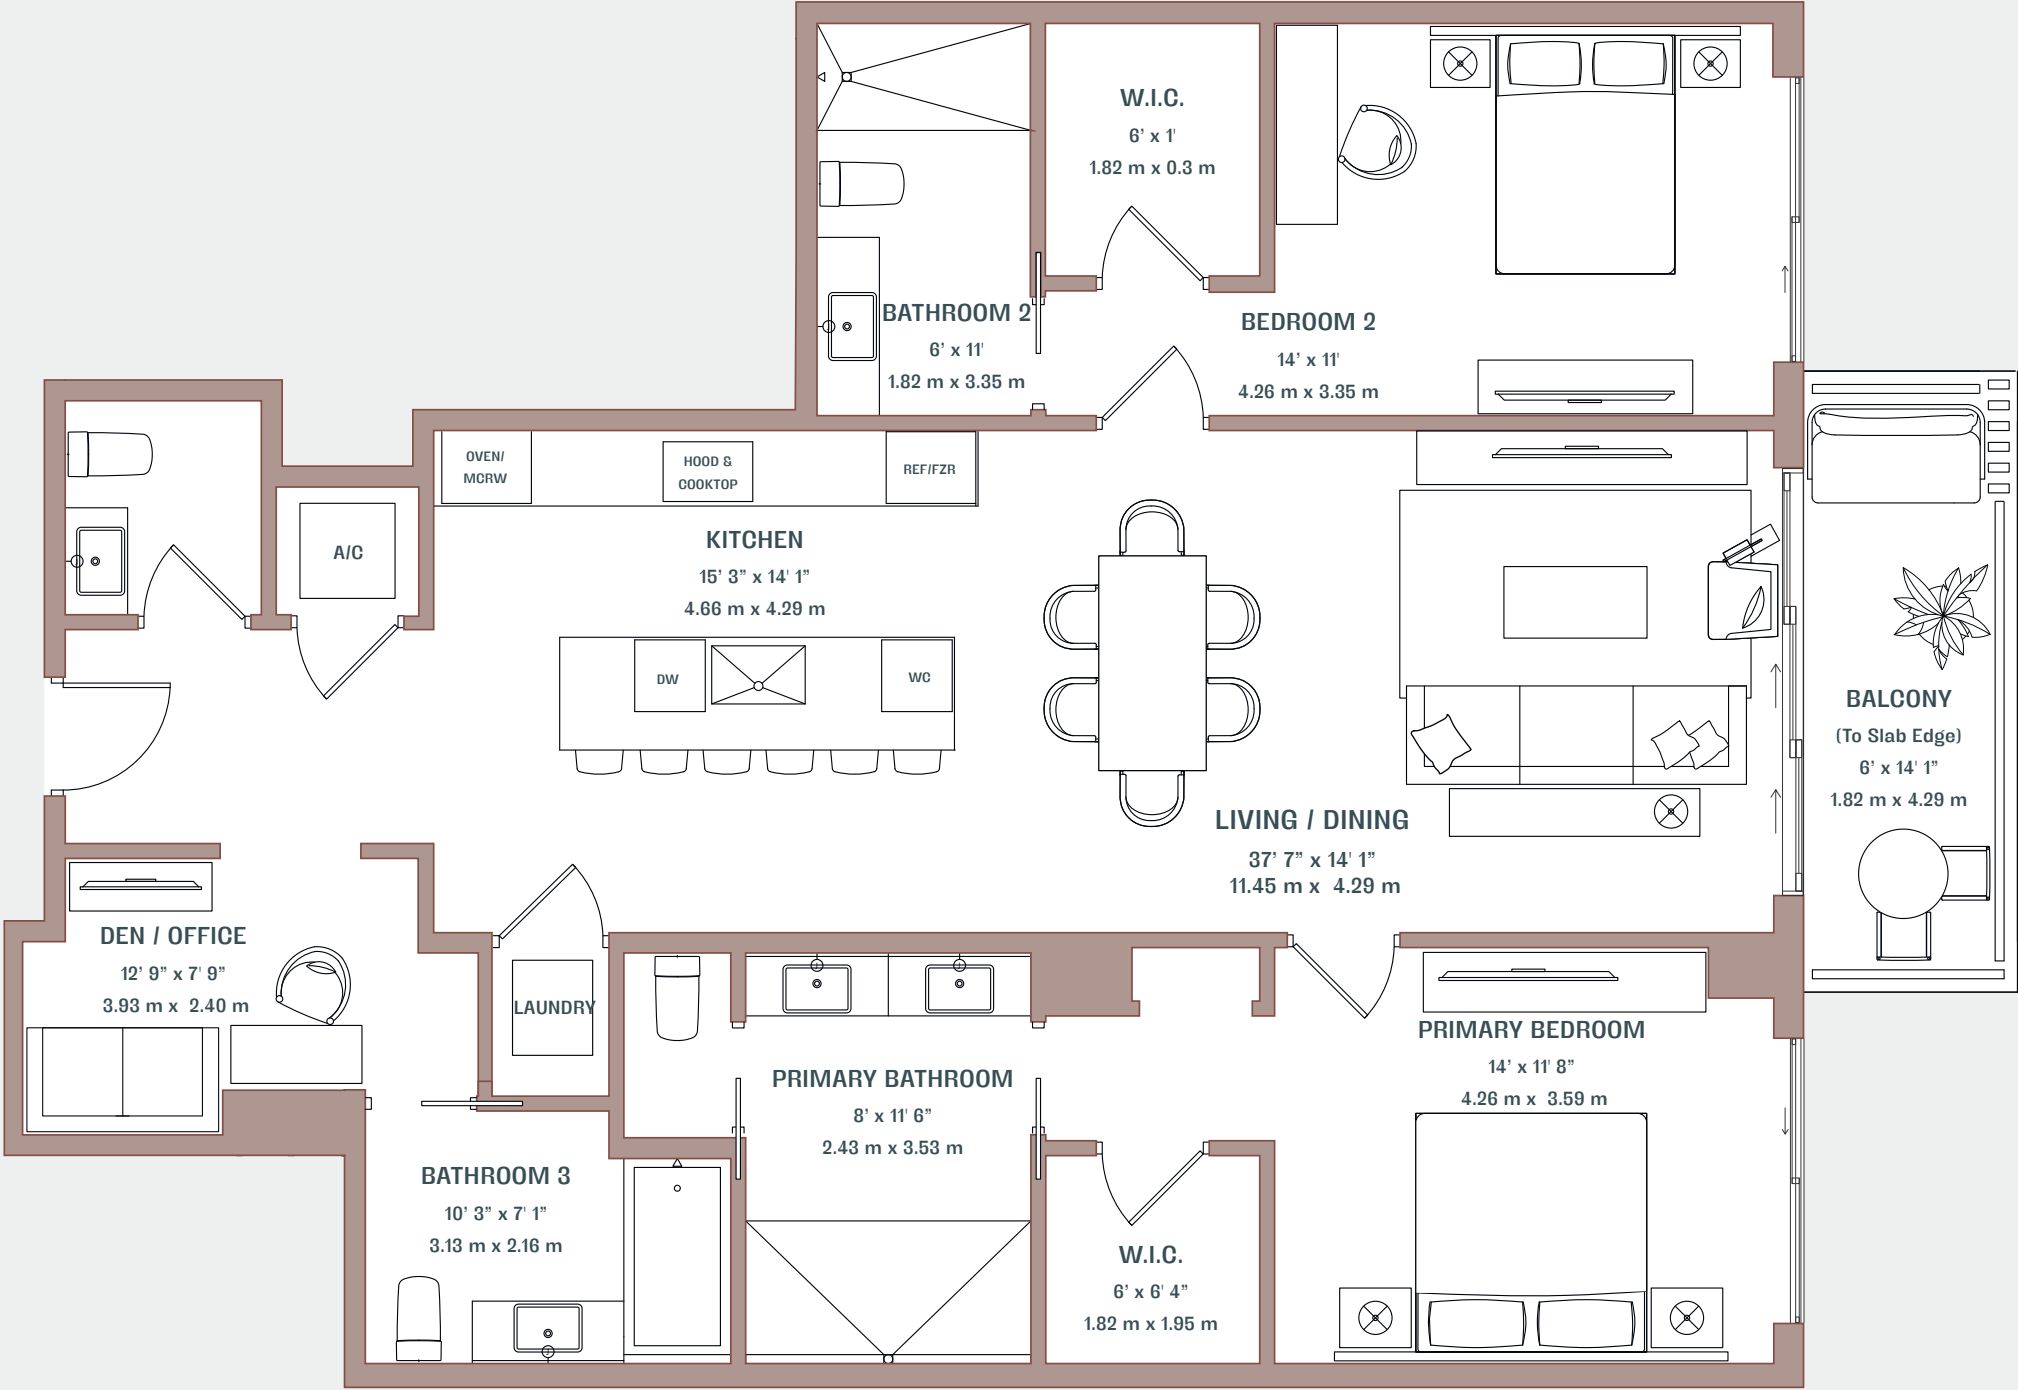 W.I.C.
6’ x 1'
1.82 m x 0.3 m
BATHROOM 2
6’ x 11'
1.82 m x 3.35 m
BEDROOM 2
14’ x 11'
4.26 m x 3.35 m
OVEN/
MCRW
HOOD &
COOKTOP
REF/FZR
A/C
KITCHEN
15’ 3” x 14' 1”
4.66 m x 4.29 m
DW
WC
BALCONY
(To Slab Edge)
6’ x 14' 1”
1.82 m x 4.29 m
LIVING / DINING
37’ 7” x 14' 1”
11.45 m x 4.29 m
DEN / OFFICE
12’ 9” x 7' 9”
3.93 m x 2.40 m
LAUNDRY
PRIMARY BATHROOM
8’ x 11' 6”
2.43 m x 3.53 m
PRIMARY BEDROOM
14’ x 11' 8”
4.26 m x 3.59 m
BATHROOM 3
10’ 3” x 7' 1”
3.13 m x 2.16 m
W.I.C.
6’ x 6' 4”
1.82 m x 1.95 m